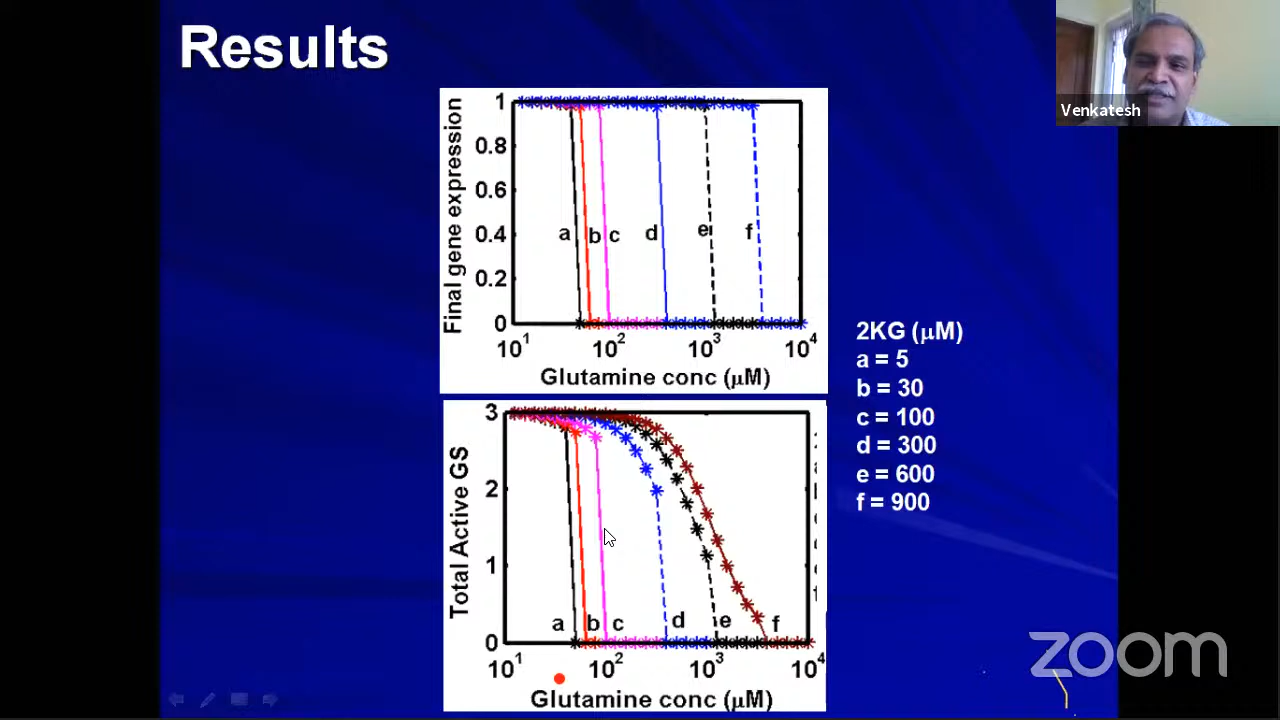 Results
Venkatesh
Final gene expression
1
0.8
0.6
0.4
0.2
0
a b c d e f
10¹ 10² 10³ 10⁴
Glutamine conc (μM)
2KG (μM)
a = 5
b = 30
c = 100
d = 300
e = 600
f = 900
Total Active GS
3
2
1
0
a b c d e f
10¹ 10² 10³ 10⁴
Glutamine conc (μM)
zoom